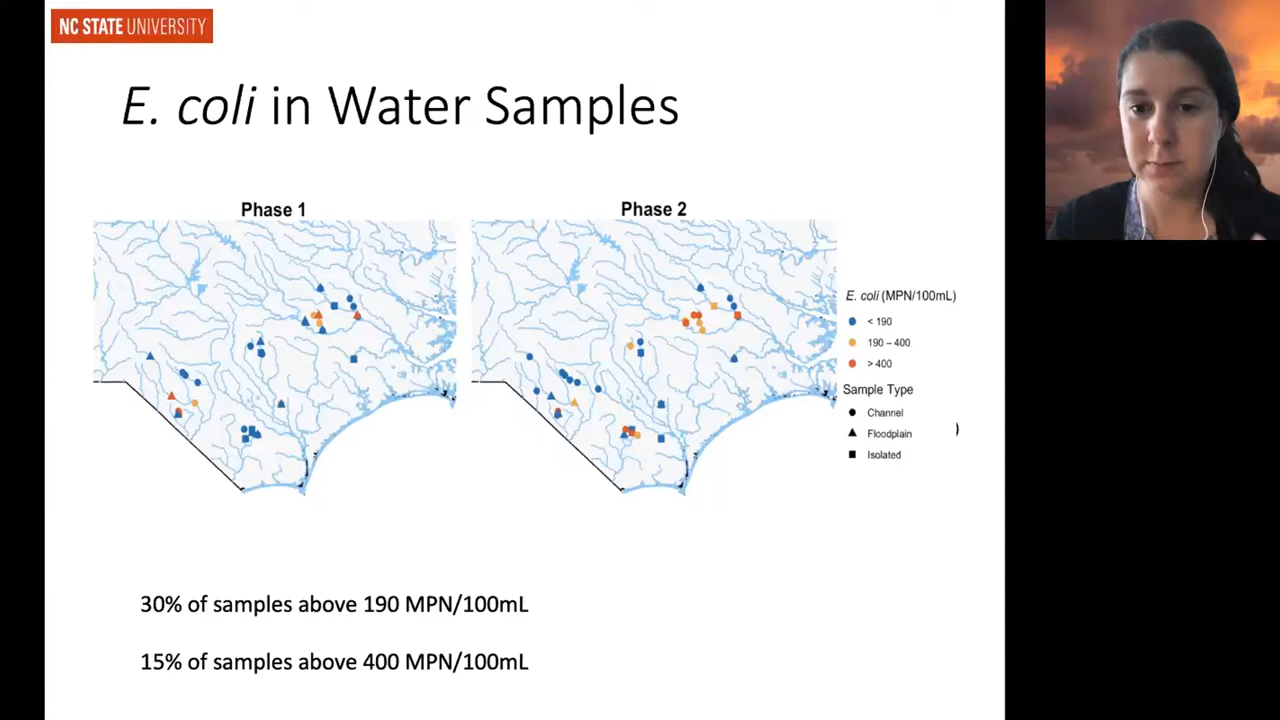 NC STATE UNIVERSITY
E. coli in Water Samples
Phase 1
Phase 2
E. coli (MPN/100mL)
< 190
190 – 400
> 400
Sample Type
Channel
Floodplain
Isolated
)
30% of samples above 190 MPN/100mL
15% of samples above 400 MPN/100mL